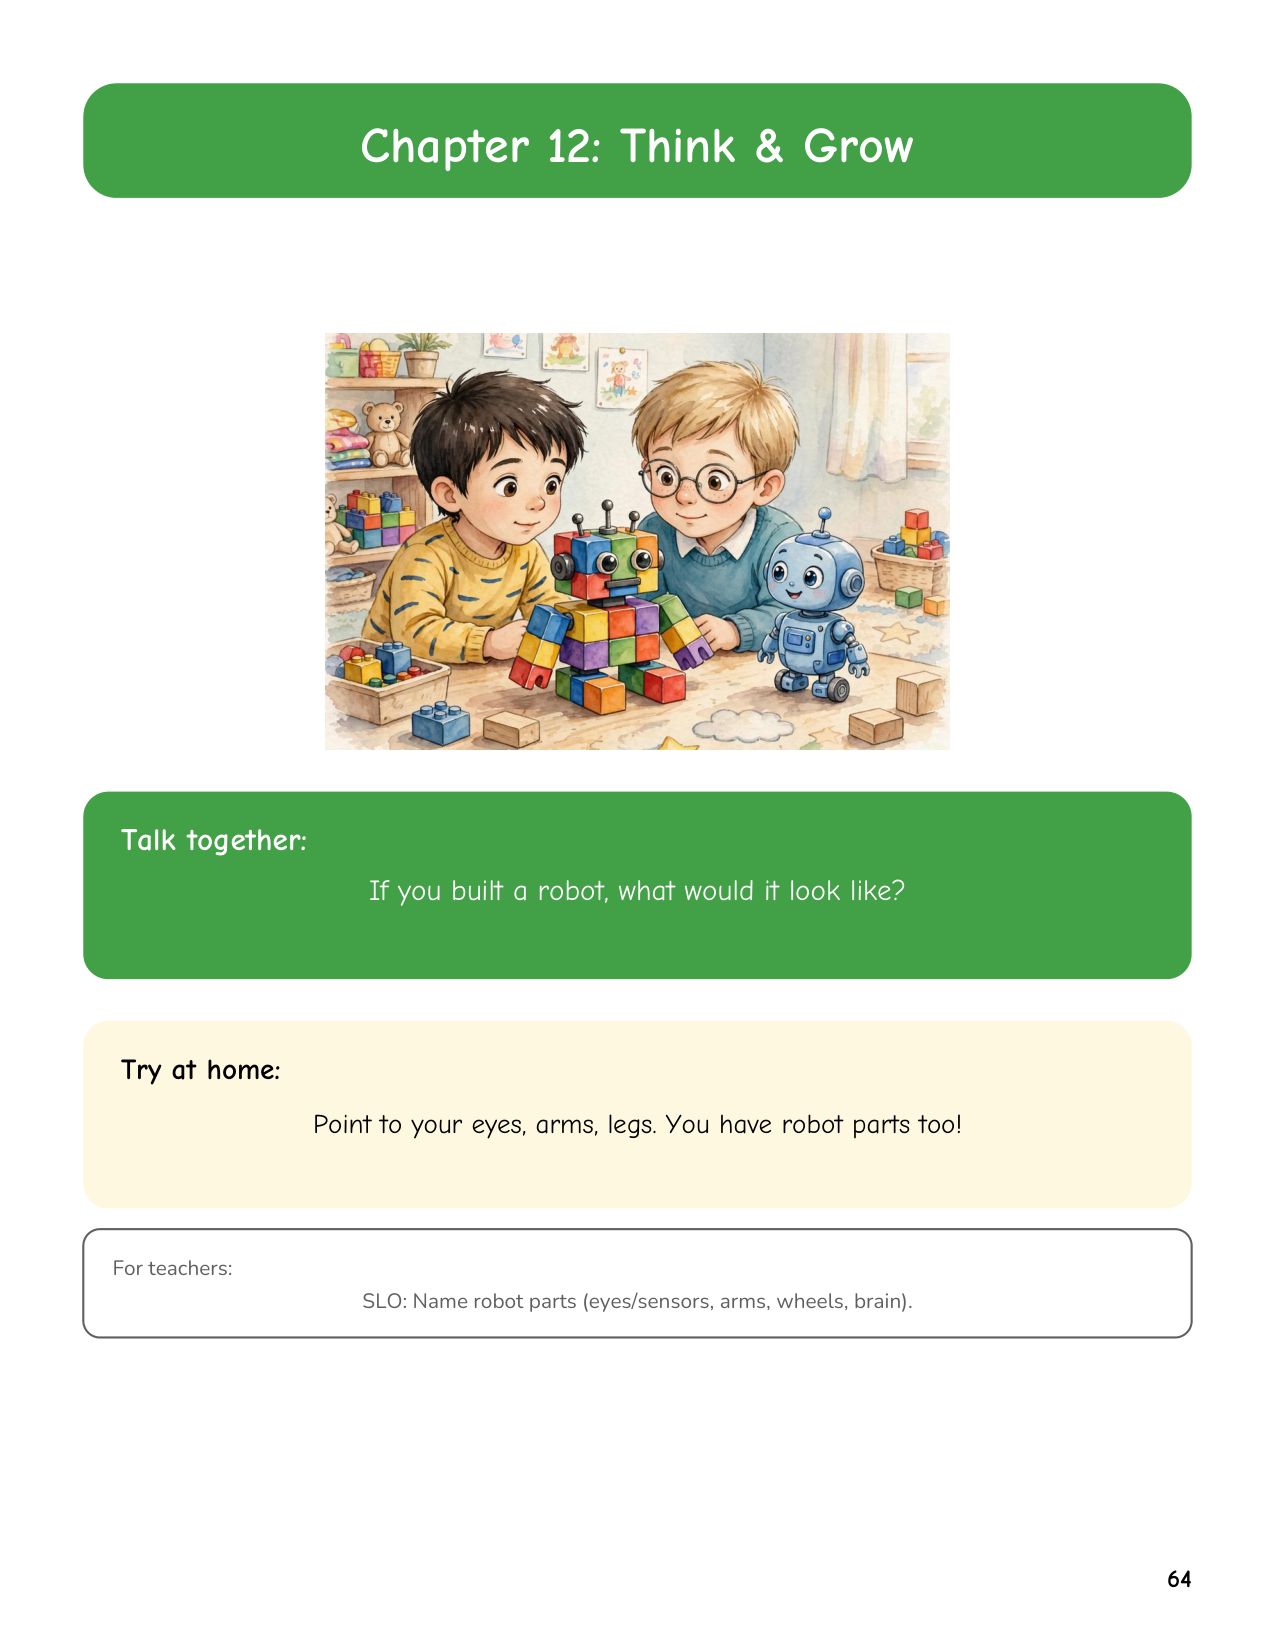 Chapter 12: Think & Grow
Talk together:
If you built a robot, what would it look like?
Try at home:
Point to your eyes, arms, legs. You have robot parts too!
For teachers:
SLO: Name robot parts (eyes/sensors, arms, wheels, brain).
64